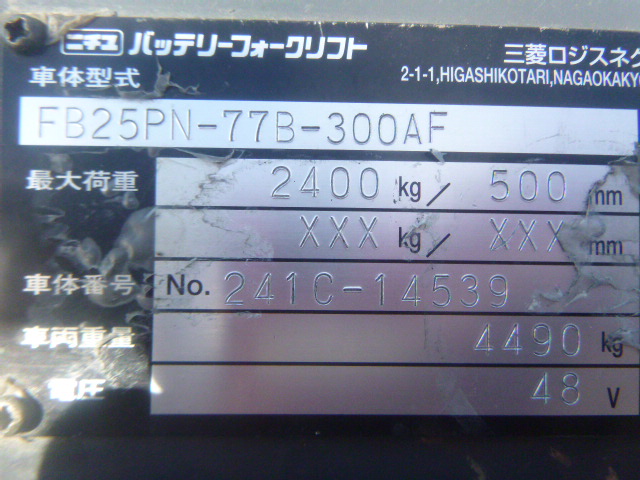 ニチユ バッテリーフォークリフト 三菱ロジスネク
車体型式 2-1-1,HIGASHIKOTARI,NAGAOKAKY
FB25PN-77B-300AF
最大荷重 2400 kg/ 500 mm
XXX kg/ XXX mm
車体番号 No. 241C-14539
車両重量 4490 kg
電圧 48 V